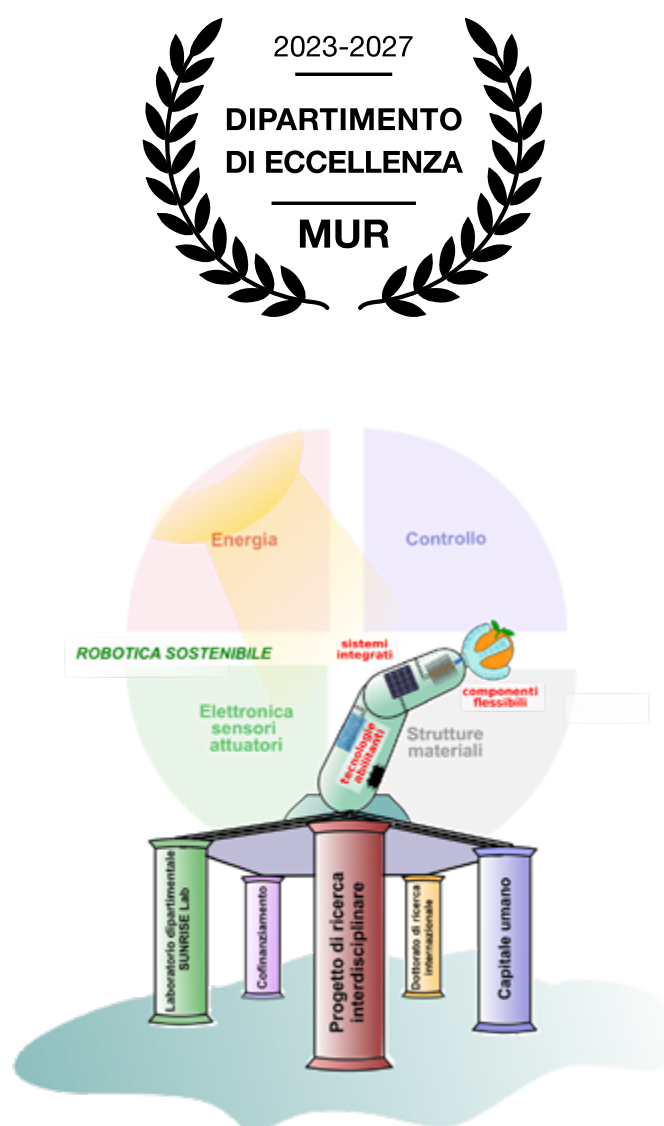 2023-2027
DIPARTIMENTO
DI ECCELLENZA
MUR
Energia
Controllo
ROBOTICA SOSTENIBILE
sistemi
integrati
componenti
flessibili
Elettronica
sensori
attuatori
Strutture
materiali
tecnologie
abilitanti
Laboratorio dipartimentale
SUNRISE Lab
Cofinanziamento
Progetto di ricerca
interdisciplinare
Dottorato di ricerca
internazionale
Capitale umano